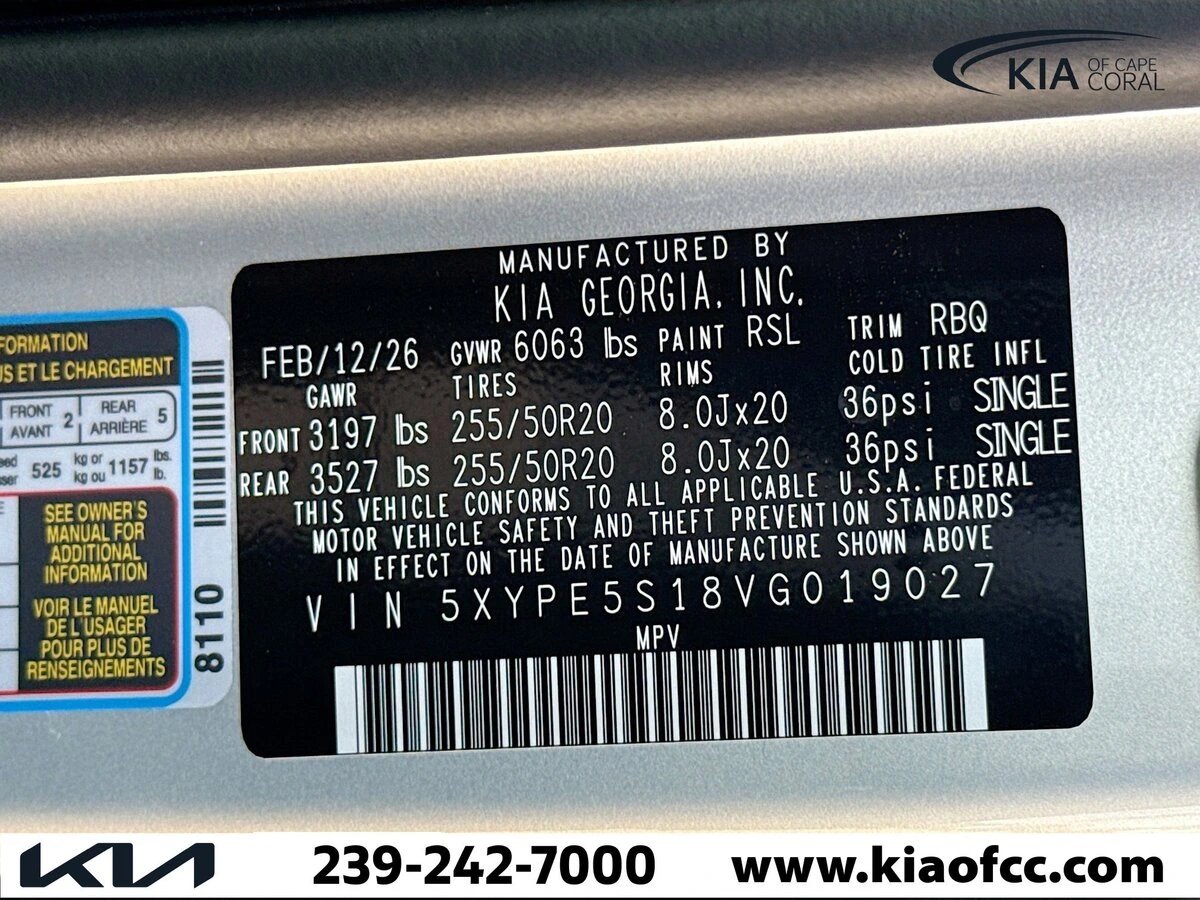 KIA OF CAPE CORAL
MANUFACTURED BY
KIA GEORGIA, INC.
FEB/12/26 GVWR 6063 lbs PAINT RSL TRIM RBQ
GAWR TIRES RIMS COLD TIRE INFL
FRONT 3197 lbs 255/50R20 8.0Jx20 36psi SINGLE
REAR 3527 lbs 255/50R20 8.0Jx20 36psi SINGLE
THIS VEHICLE CONFORMS TO ALL APPLICABLE U.S.A. FEDERAL
MOTOR VEHICLE SAFETY AND THEFT PREVENTION STANDARDS
IN EFFECT ON THE DATE OF MANUFACTURE SHOWN ABOVE
VIN 5XYPE5S18VG019027
MPV
FORMATION
US ET LE CHARGEMENT
FRONT AVANT 2 REAR ARRIÈRE 5
525 kg or kg ou 1157 lbs. lb.
SEE OWNER'S
MANUAL FOR
ADDITIONAL
INFORMATION
VOIR LE MANUEL
DE L'USAGER
POUR PLUS DE
RENSEIGNEMENTS
8110
KIA 239-242-7000 www.kiaofcc.com